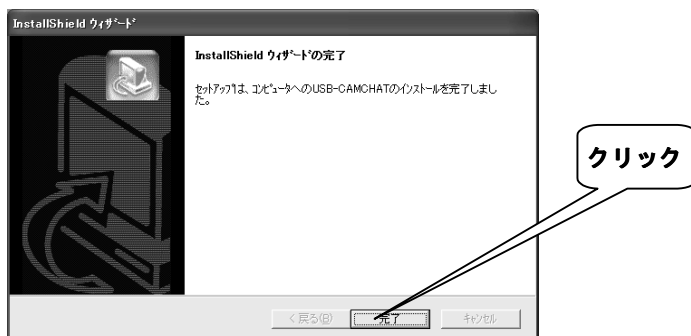 InstallShield ウィザード
InstallShield ウィザードの完了
セットアップは、コンピュータへのUSB-CAMCHATのインストールを完了しまし
た。
クリック
< 戻る(B)
完了
キャンセル